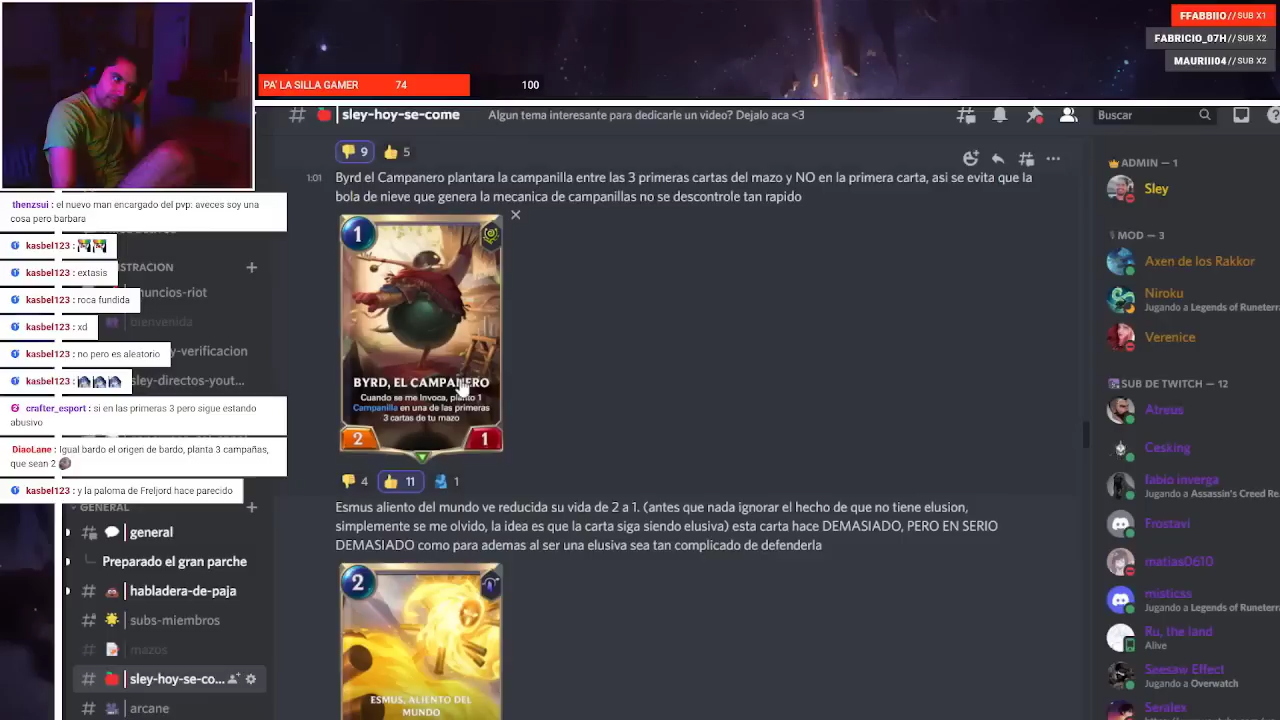 FFABBIIO// SUB X1
FABRICIO_07H// SUB X2
MAURIII04// SUB X2
PA' LA SILLA GAMER 74 100
sley-hoy-se-come Algun tema interesante para dedicarle un video? Dejalo aca <3
Buscar
9 5
1:01 Byrd el Campanero plantara la campanilla entre las 3 primeras cartas del mazo y NO en la primera carta, asi se evita que la
bola de nieve que genera la mecanica de campanillas no se descontrole tan rapido
1
BYRD, EL CAMPANERO
Cuando se me invoca, planto 1
Campanilla en una de las primeras
3 cartas de tu mazo
2 1
4 11 1
Esmus aliento del mundo ve reducida su vida de 2 a 1. (antes que nada ignorar el hecho de que no tiene elusion,
simplemente se me olvido, la idea es que la carta siga siendo elusiva) esta carta hace DEMASIADO, PERO EN SERIO
DEMASIADO como para ademas al ser una elusiva sea tan complicado de defenderla
2
ESMUS, ALIENTO DEL
MUNDO
thenzsui : el nuevo man encargado del pvp: aveces soy una
cosa pero barbara
kasbel123 :
kasbel123 : extasis
kasbel123 : roca fundida
kasbel123 : xd
kasbel123 : no pero es aleatorio
kasbel123 :
crafter_esport : si en las primeras 3 pero sigue estando
abusivo
DiaoLane : Igual bardo el origen de bardo, planta 3 campañas,
que sean 2
kasbel123 : y la paloma de Freljord hace parecido
ISTRACION
nuncios-riot
bienvenida
y-verificacion
sley-directos-yout...
GENERAL
general
Preparado el gran parche
habladera-de-paja
subs-miembros
mazos
sley-hoy-se-co...
arcane
ADMIN — 1
Sley
MOD — 3
Axen de los Rakkor
Niroku
Jugando a Legends of Runeterr
Verenice
SUB DE TWITCH — 12
Atreus
Cesking
fabio inverga
Jugando a Assassin's Creed Re
Frostavi
matias0610
misticss
Jugando a Legends of Runeter
Ru, the land
Alive
Seesaw Effect
Jugando a Overwatch
Seralex